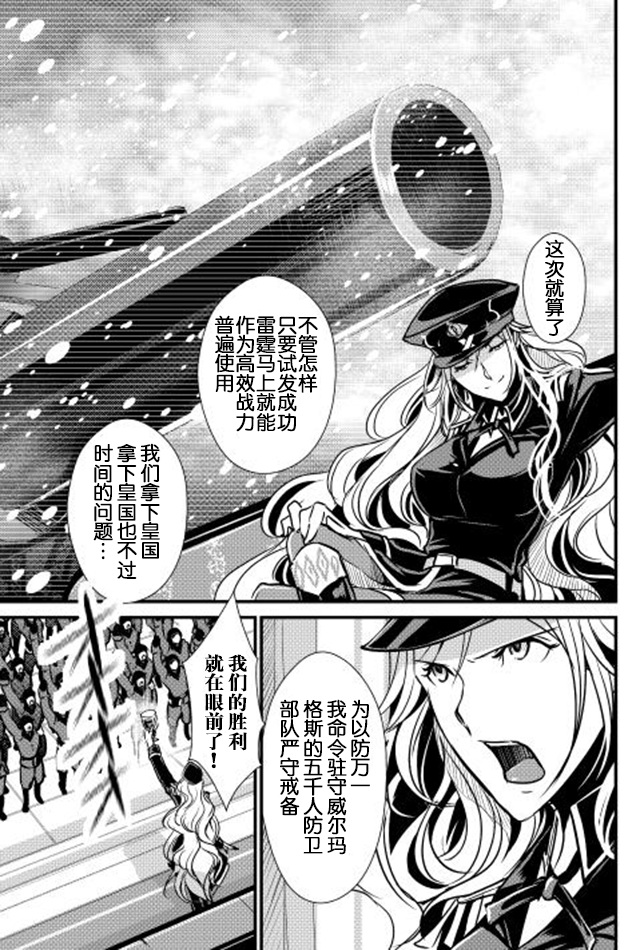 这次就算了
不管怎样
只要试发成功
雷霆马上就能
作为高效战力
普遍使用
我们拿下皇国
拿下皇国也不过
时间的问题…
为以防万一
我命令驻守威尔玛
格斯的五千人防卫
部队严守戒备
我们的胜利
就在眼前了！